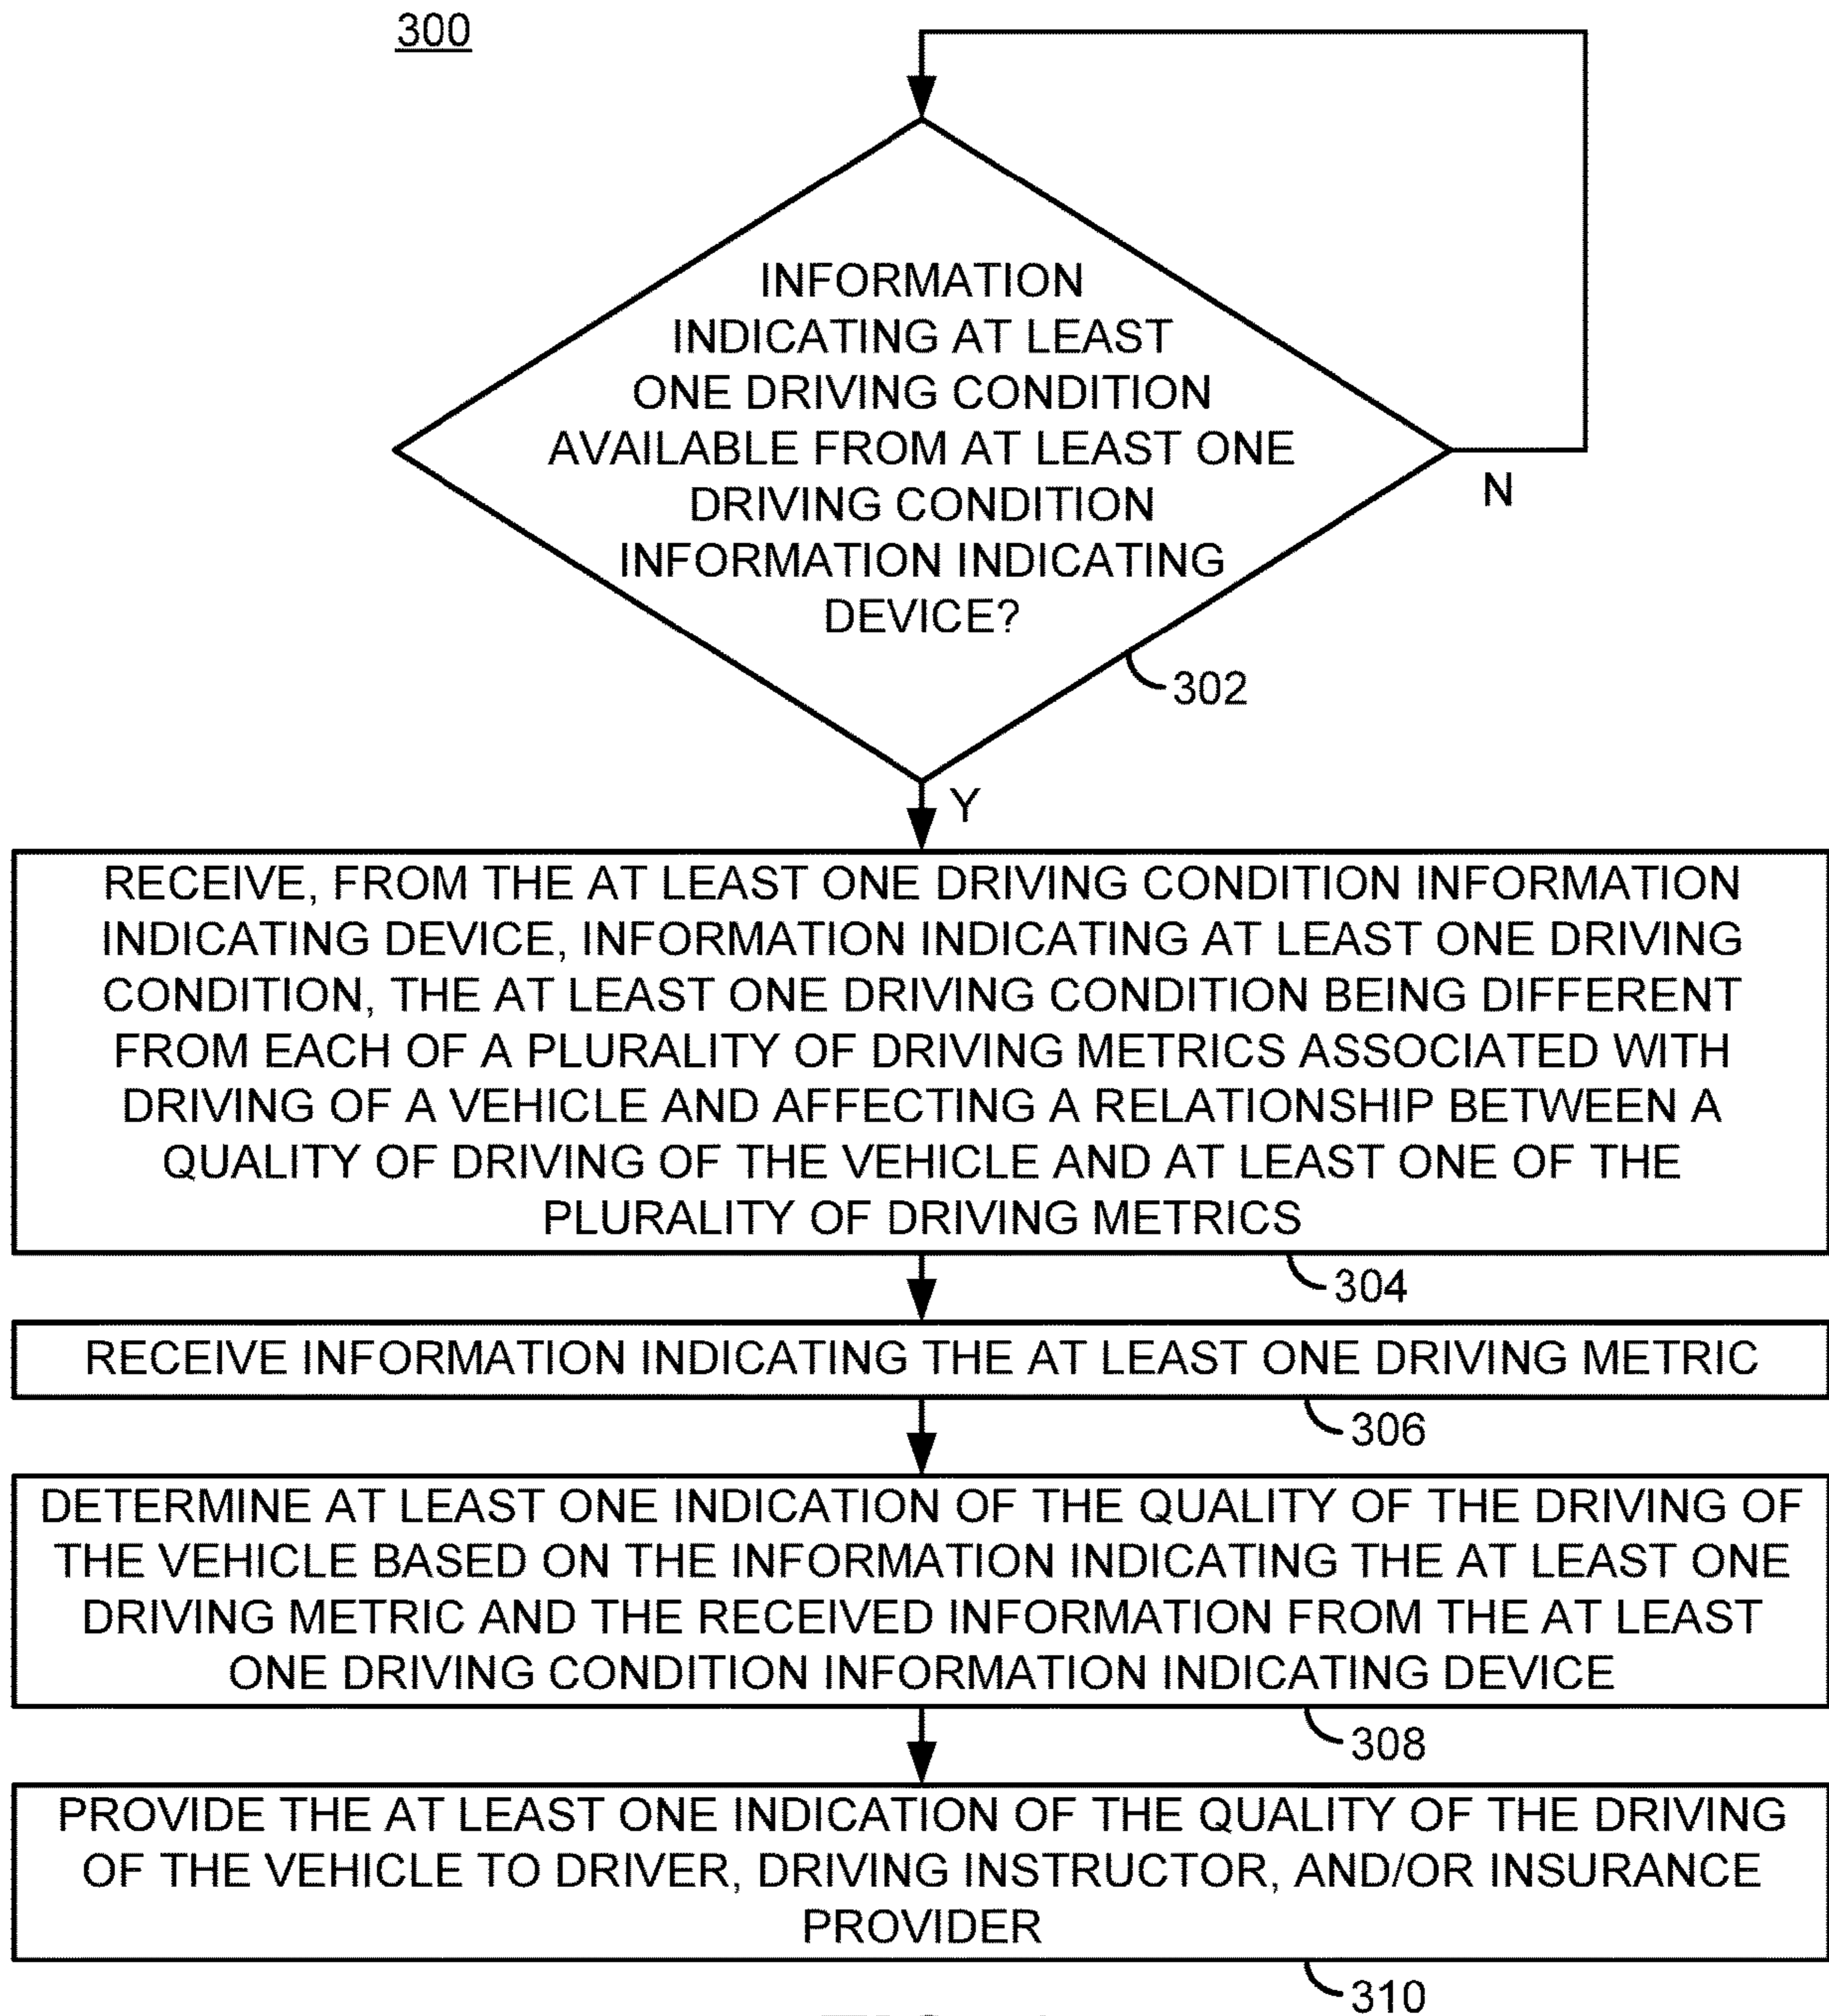 300
INFORMATION
INDICATING AT LEAST
ONE DRIVING CONDITION
AVAILABLE FROM AT LEAST ONE
DRIVING CONDITION
INFORMATION INDICATING
DEVICE?
N
302
Y
RECEIVE, FROM THE AT LEAST ONE DRIVING CONDITION INFORMATION
INDICATING DEVICE, INFORMATION INDICATING AT LEAST ONE DRIVING
CONDITION, THE AT LEAST ONE DRIVING CONDITION BEING DIFFERENT
FROM EACH OF A PLURALITY OF DRIVING METRICS ASSOCIATED WITH
DRIVING OF A VEHICLE AND AFFECTING A RELATIONSHIP BETWEEN A
QUALITY OF DRIVING OF THE VEHICLE AND AT LEAST ONE OF THE
PLURALITY OF DRIVING METRICS
304
RECEIVE INFORMATION INDICATING THE AT LEAST ONE DRIVING METRIC
306
DETERMINE AT LEAST ONE INDICATION OF THE QUALITY OF THE DRIVING OF
THE VEHICLE BASED ON THE INFORMATION INDICATING THE AT LEAST ONE
DRIVING METRIC AND THE RECEIVED INFORMATION FROM THE AT LEAST
ONE DRIVING CONDITION INFORMATION INDICATING DEVICE
308
PROVIDE THE AT LEAST ONE INDICATION OF THE QUALITY OF THE DRIVING
OF THE VEHICLE TO DRIVER, DRIVING INSTRUCTOR, AND/OR INSURANCE
PROVIDER
310